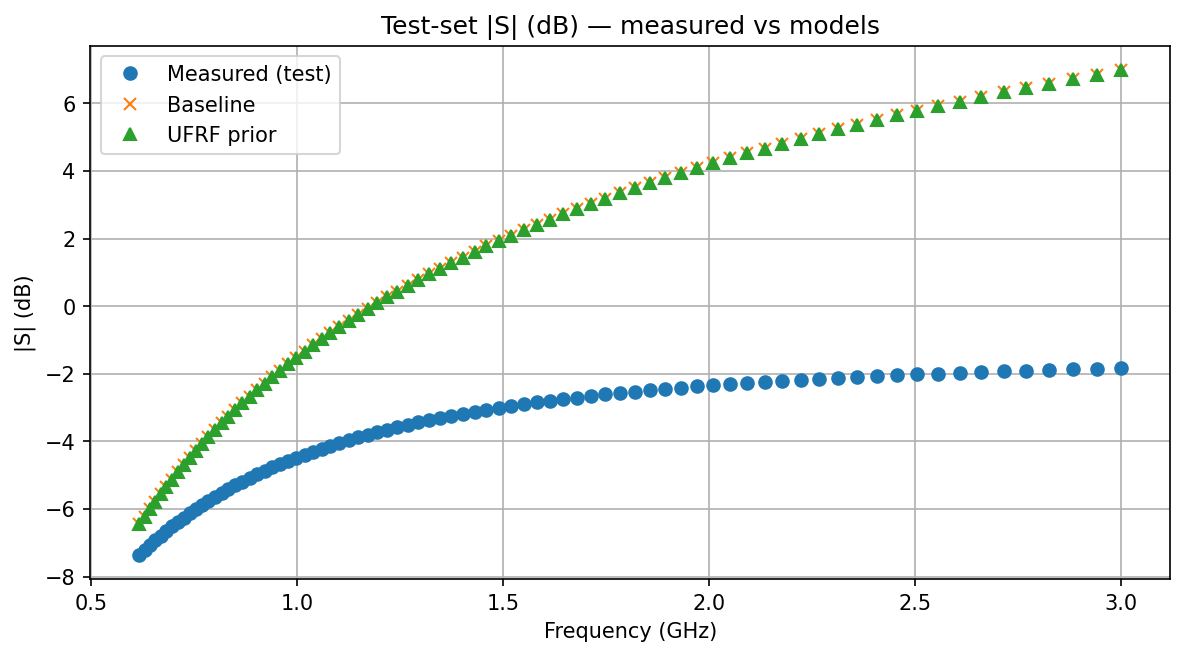 Test-set |S| (dB) — measured vs models
Measured (test)
Baseline
UFRF prior
|S| (dB)
6
4
2
0
−2
−4
−6
−8
0.5 1.0 1.5 2.0 2.5 3.0
Frequency (GHz)